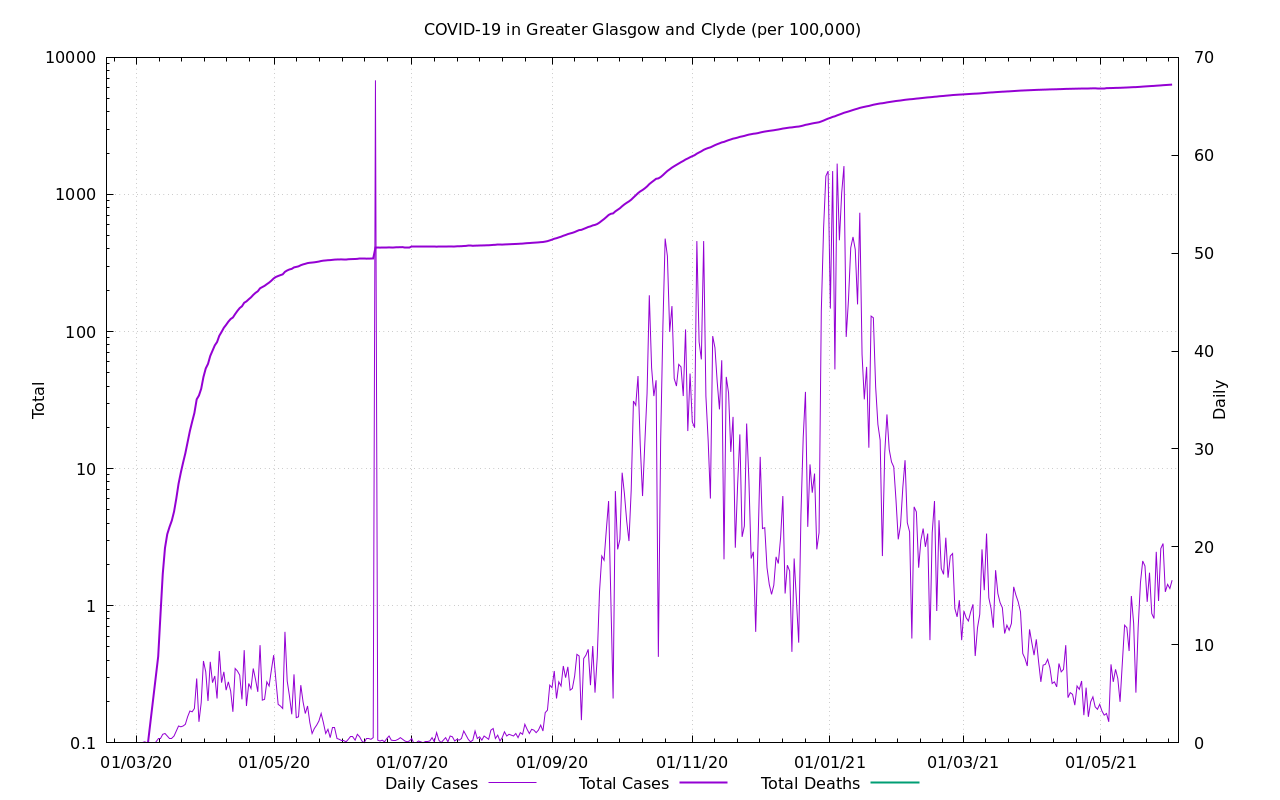 COVID-19 in Greater Glasgow and Clyde (per 100,000)
10000
1000
100
10
1
0.1
Total
70
60
50
40
30
20
10
0
Daily
01/03/20 01/05/20 01/07/20 01/09/20 01/11/20 01/01/21 01/03/21 01/05/21
Daily Cases Total Cases Total Deaths